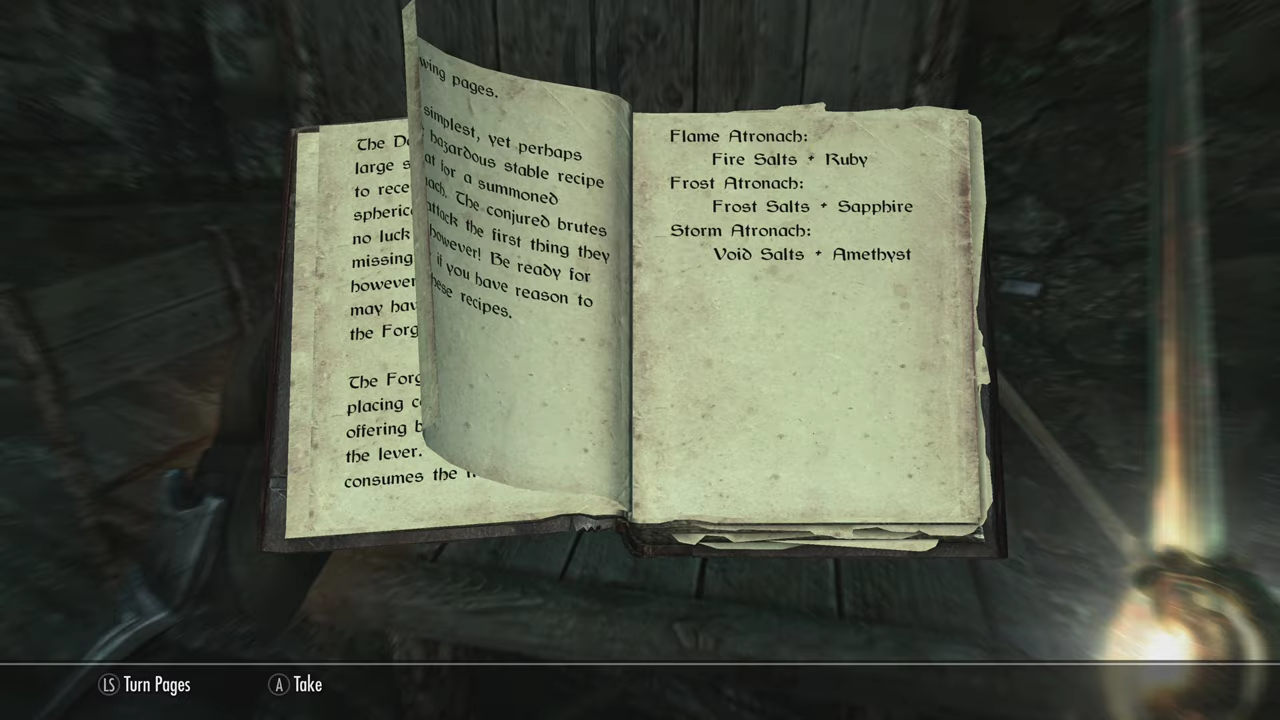 The
large
to rece
spheric
no luck
missing
however
may hav
the Forg
The Forg
placing
offering
the lever.
consumes the
wing pages.
simplest, yet perhaps
hazardous stable recipe
at for a summoned
ach. The conjured brutes
attack the first thing they
however! Be ready for
if you have reason to
hese recipes.
Flame Atronach:
Fire Salts + Ruby
Frost Atronach:
Frost Salts + Sapphire
Storm Atronach:
Void Salts + Amethyst
LS Turn Pages
A Take